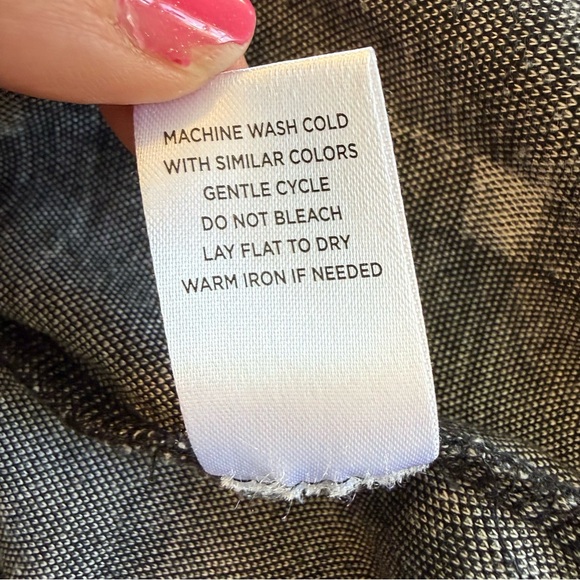 MACHINE WASH COLD
WITH SIMILAR COLORS
GENTLE CYCLE
DO NOT BLEACH
LAY FLAT TO DRY
WARM IRON IF NEEDED